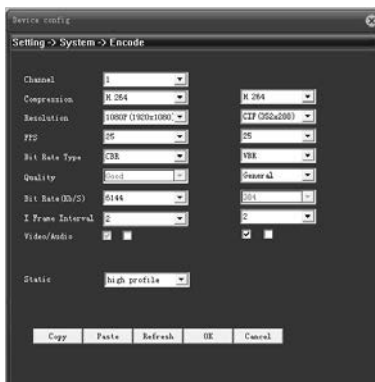 Device config
Setting -> System -> Encode
Channel 1
Compression H.264 H.264
Resolution 1080P(1920x1080) CIF(352x288)
FPS 25 25
Bit Rate Type CBR VBR
Quality Good General
Bit Rate(Kb/S) 6144 384
I Frame Interval 2 2
Video/Audio
Static high profile
Copy Paste Refresh OK Cancel